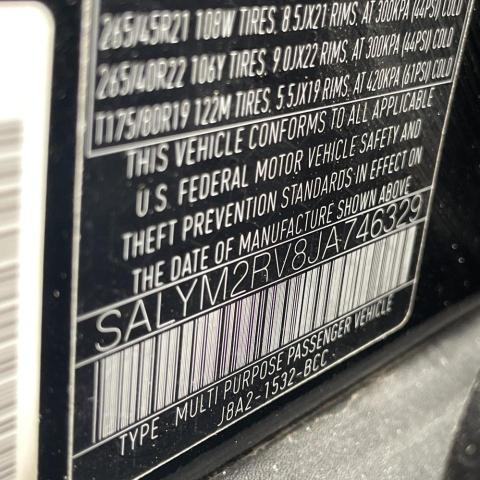 265/45R21 108W TIRES, 8.5JX21 RIMS, AT 300KPA (44PSI) COLD
265/40R22 106Y TIRES, 9.0JX22 RIMS, AT 300KPA (44PSI) COLD
T175/80R19 122M TIRES, 5.5JX19 RIMS, AT 420KPA (61PSI) COLD
THIS VEHICLE CONFORMS TO ALL APPLICABLE
U.S. FEDERAL MOTOR VEHICLE SAFETY AND
THEFT PREVENTION STANDARDS IN EFFECT ON
THE DATE OF MANUFACTURE SHOWN ABOVE
SALYM2RV8JA746329
TYPE MULTI PURPOSE PASSENGER VEHICLE
J8A2-1532-BCC